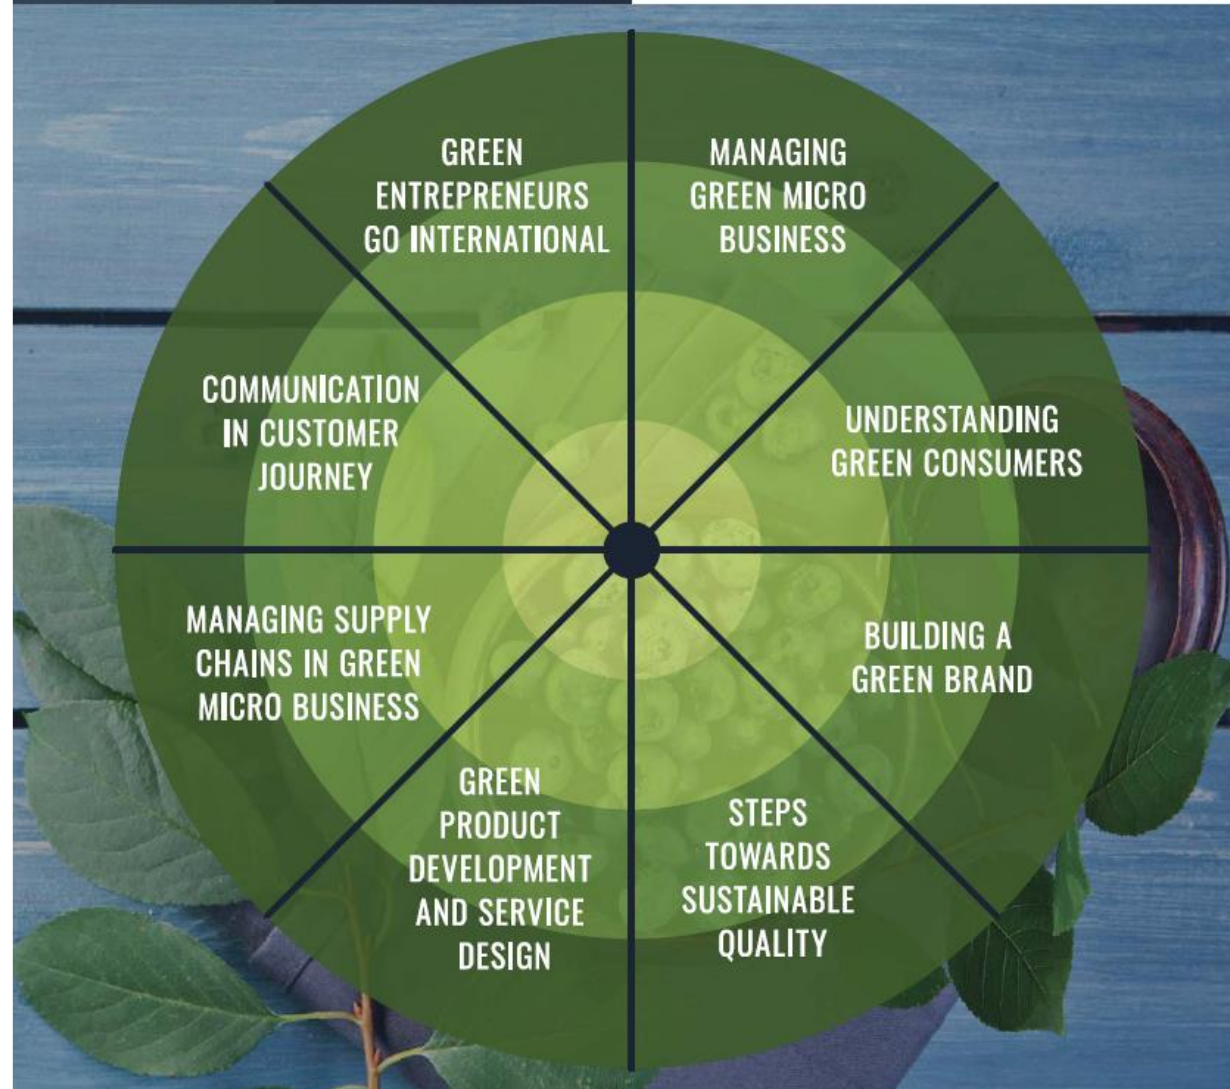 GREEN
ENTREPRENEURS
GO INTERNATIONAL
MANAGING
GREEN MICRO
BUSINESS
UNDERSTANDING
GREEN CONSUMERS
BUILDING A
GREEN BRAND
STEPS
TOWARDS
SUSTAINABLE
QUALITY
GREEN
PRODUCT
DEVELOPMENT
AND SERVICE
DESIGN
MANAGING SUPPLY
CHAINS IN GREEN
MICRO BUSINESS
COMMUNICATION
IN CUSTOMER
JOURNEY